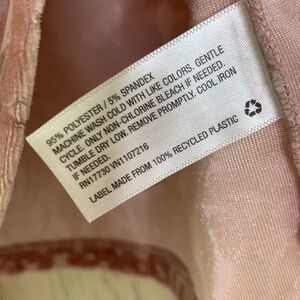 95% POLYESTER / 5% SPANDEX
MACHINE WASH COLD WITH LIKE COLORS. GENTLE
CYCLE. ONLY NON-CHLORINE BLEACH IF NEEDED.
TUMBLE DRY LOW. REMOVE PROMPTLY. COOL IRON
IF NEEDED.
RN17730 VN1107216
LABEL MADE FROM 100% RECYCLED PLASTIC